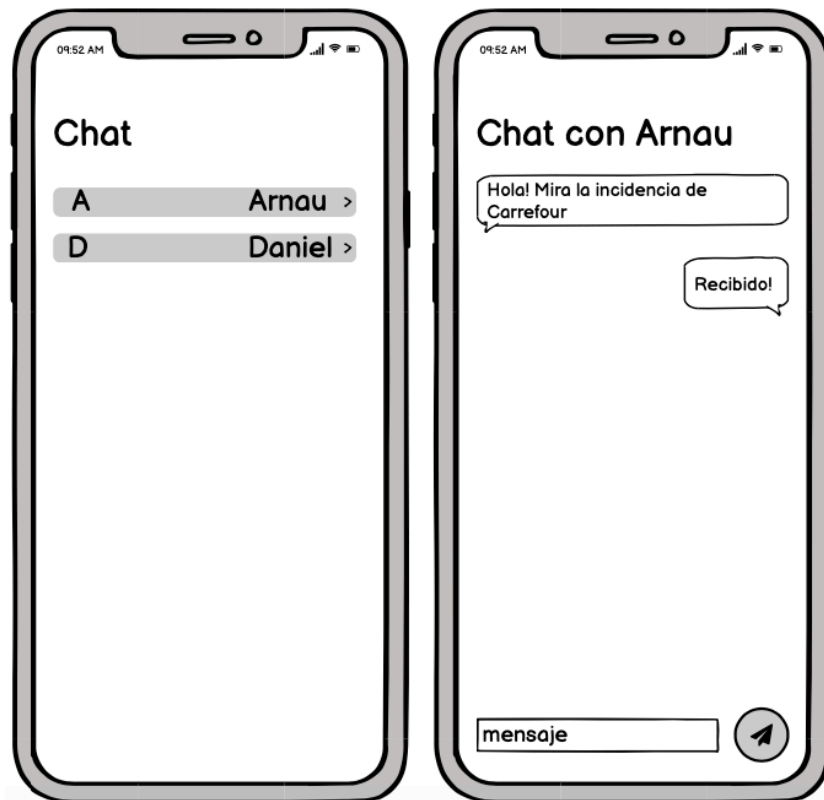 09:52 AM
Chat
A Arnau >
D Daniel >
09:52 AM
Chat con Arnau
Hola! Mira la incidencia de
Carrefour
Recibido!
mensaje